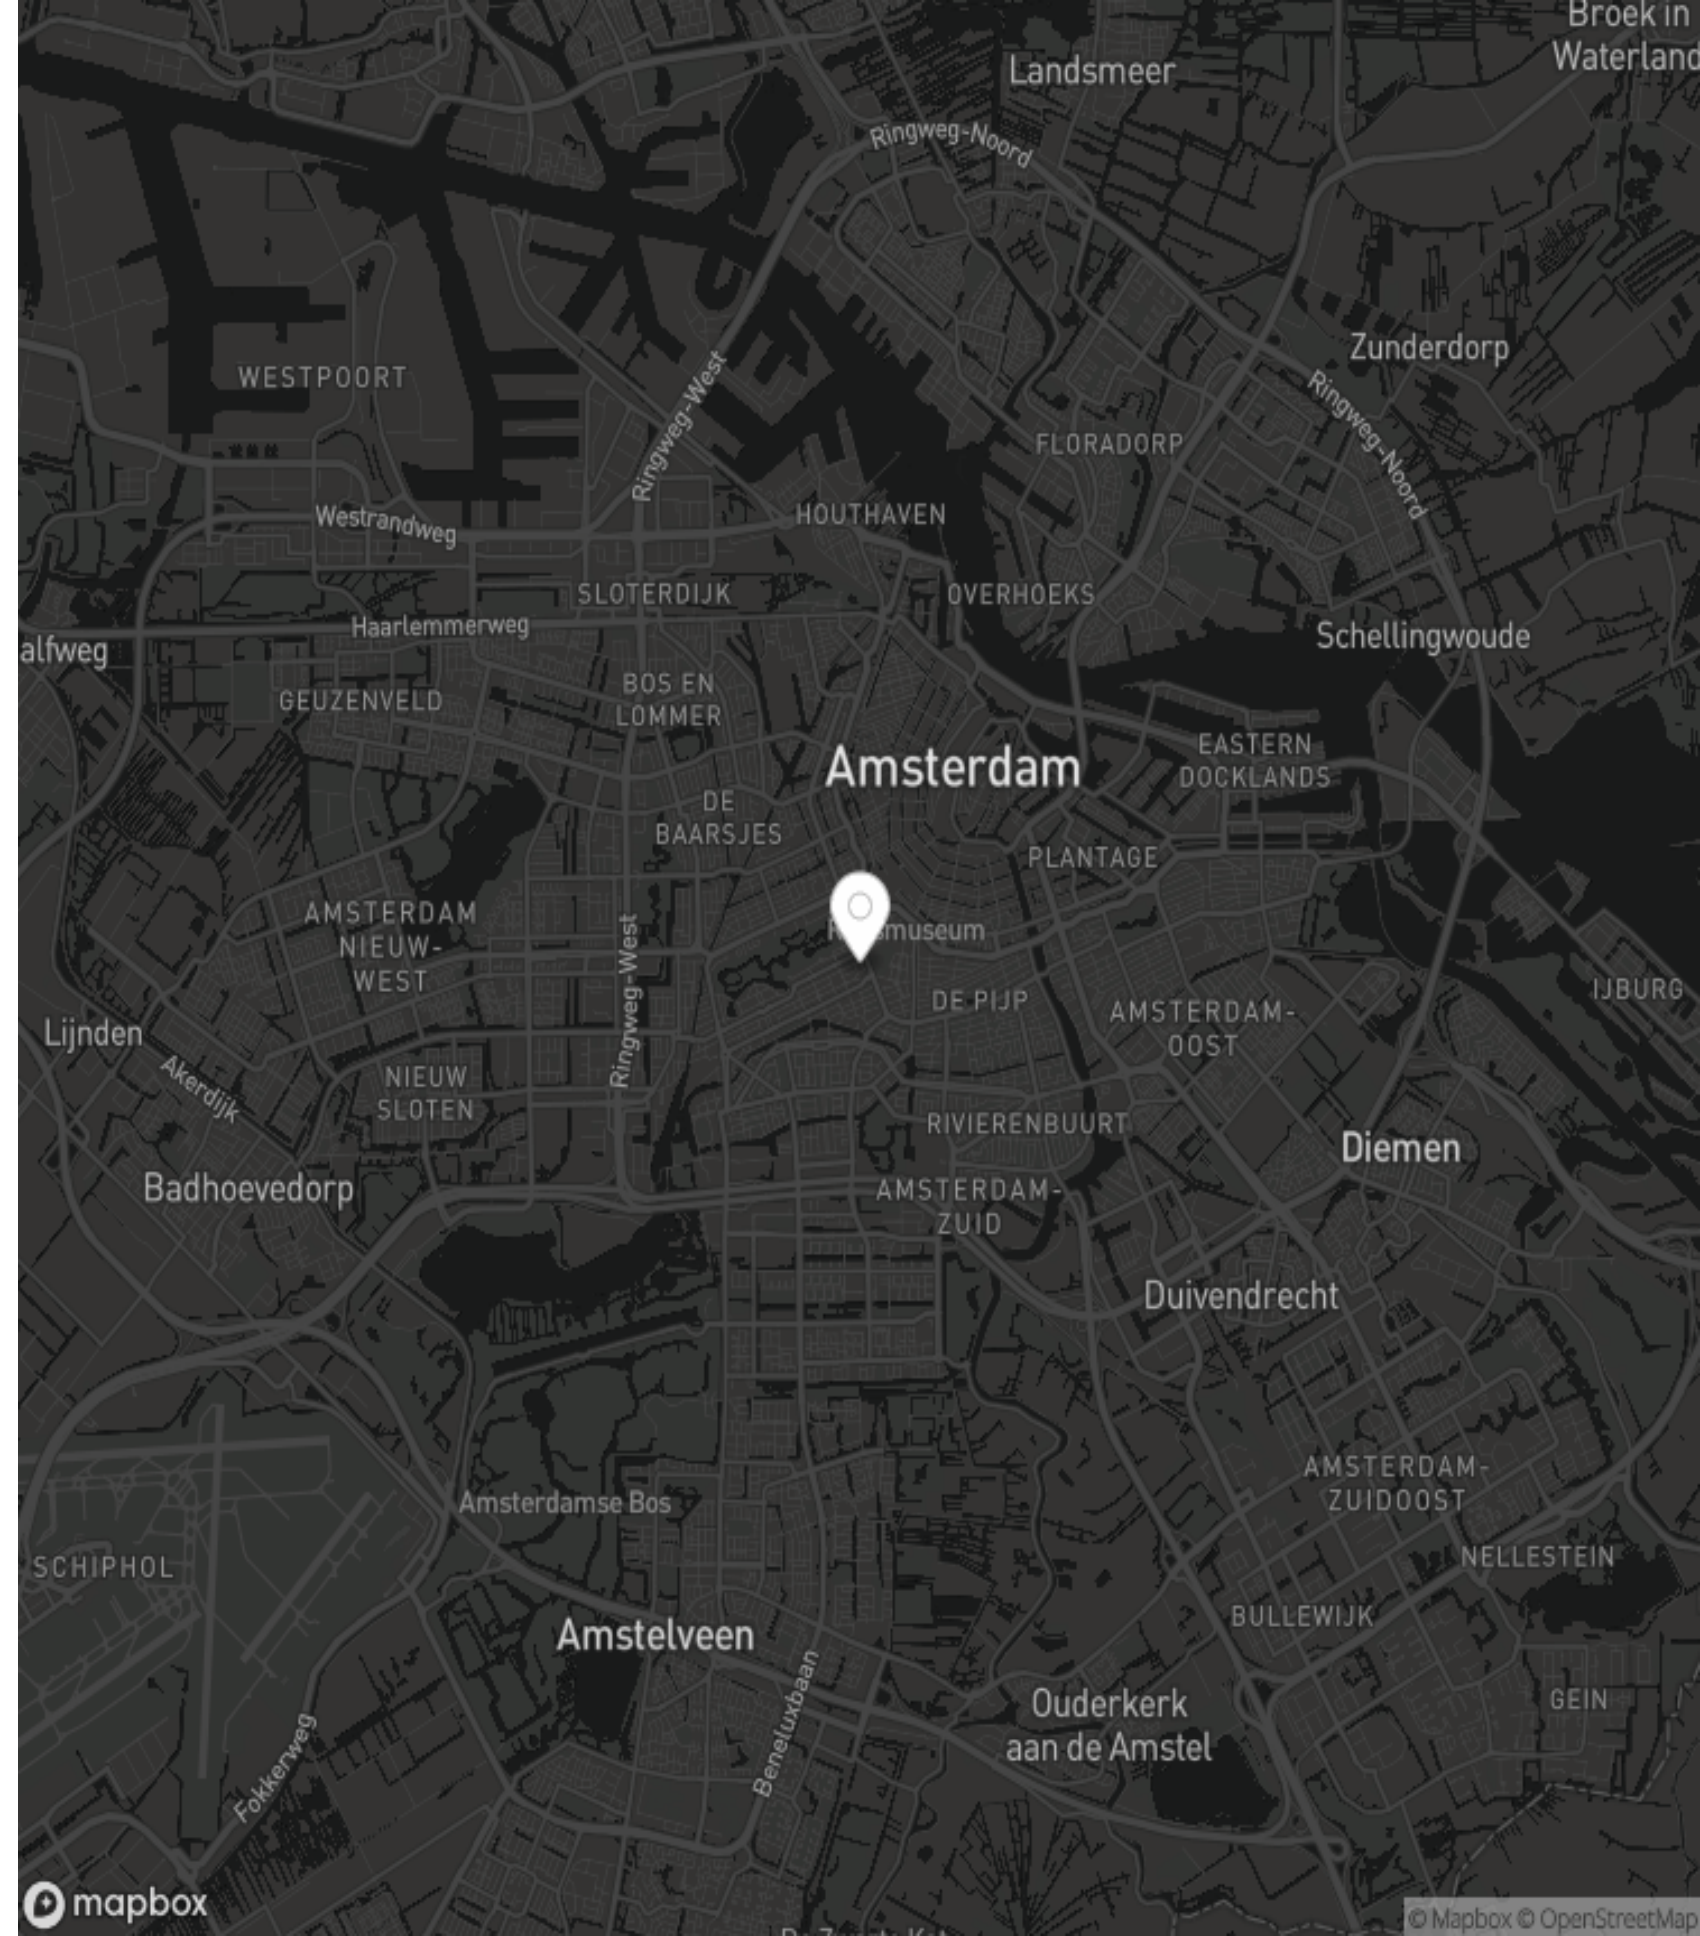 Broek in
Waterland
Landsmeer
Ringweg-Noord
Zunderdorp
WESTPOORT
Ringweg-West
Ringweg-Noord
FLORADORP
Westrandweg
HOUTHAVEN
SLOTERDIJK
OVERHOEKS
Haarlemmerweg
Schellingwoude
alfweg
GEUZENVELD
BOS EN
LOMMER
EASTERN
DOCKLANDS
Amsterdam
DE
BAARSJES
PLANTAGE
AMSTERDAM
NIEUW-
WEST
museum
Ringweg-West
IJBURG
DE PIJP
AMSTERDAM-
OOST
Lijnden
Akerdijk
NIEUW
SLOTEN
RIVIERENBUURT
Diemen
Badhoevedorp
AMSTERDAM-
ZUID
Duivendrecht
AMSTERDAM-
ZUIDOOST
Amsterdamse Bos
SCHIPHOL
NELLESTEIN
BULLEWIJK
Amstelveen
Beneluxbaan
Ouderkerk
aan de Amstel
GEIN
Fokkerweg
mapbox
© Mapbox © OpenStreetMap